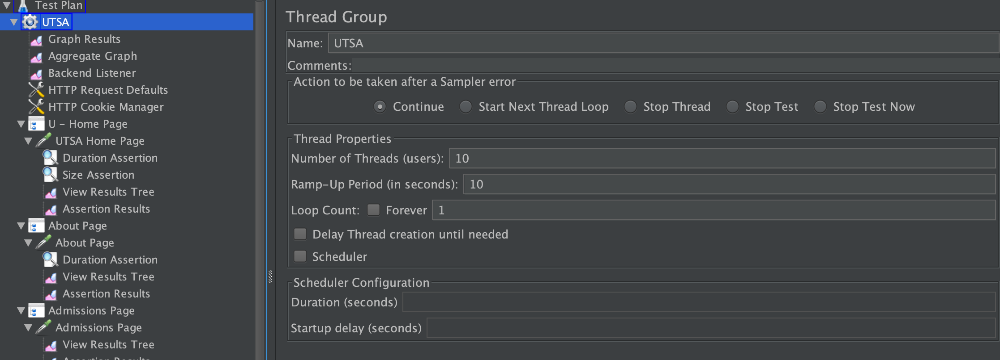 Test Plan
UTSA
Graph Results
Aggregate Graph
Backend Listener
HTTP Request Defaults
HTTP Cookie Manager
U – Home Page
UTSA Home Page
Duration Assertion
Size Assertion
View Results Tree
Assertion Results
About Page
About Page
Duration Assertion
View Results Tree
Assertion Results
Admissions Page
Admissions Page
View Results Tree
Assertion Results
Thread Group
Name: UTSA
Comments:
Action to be taken after a Sampler error
Continue Start Next Thread Loop Stop Thread Stop Test Stop Test Now
Thread Properties
Number of Threads (users): 10
Ramp-Up Period (in seconds): 10
Loop Count: Forever 1
Delay Thread creation until needed
Scheduler
Scheduler Configuration
Duration (seconds)
Startup delay (seconds)